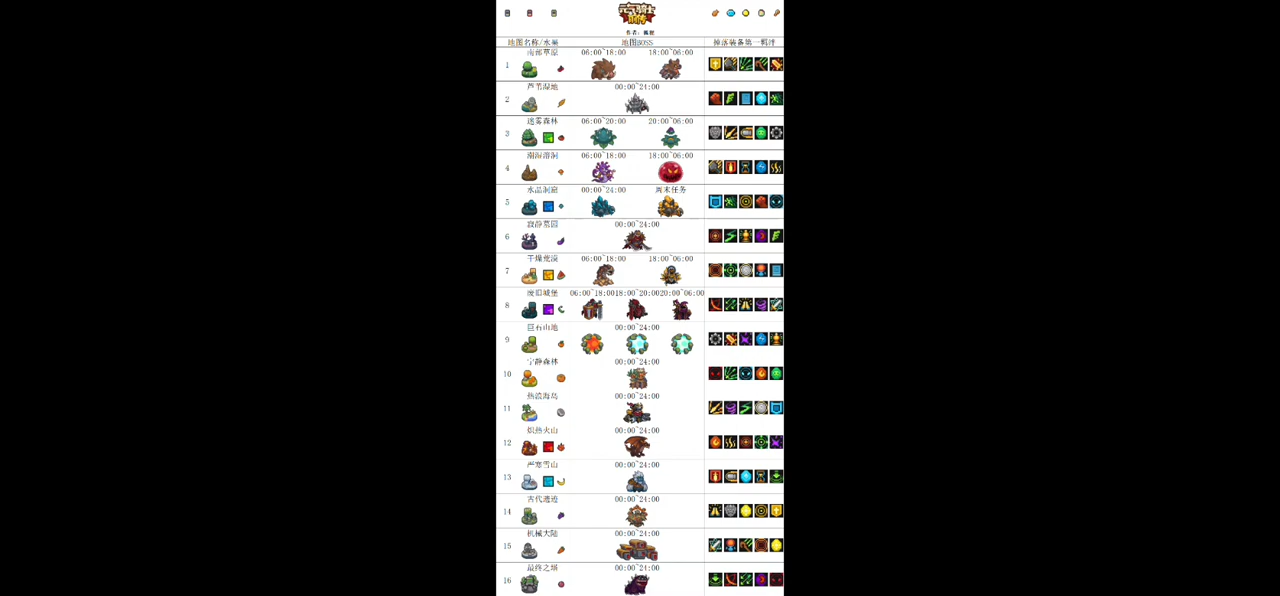 元气骑士
前传
地图名称/水果 地图BOSS 掉落装备第一羁绊
1 南部草原 06:00~18:00 18:00~06:00
2 芦苇湿地 00:00~24:00
3 迷雾森林 06:00~20:00 20:00~06:00
4 潮湿溶洞 06:00~18:00 18:00~06:00
5 水晶洞窟 00:00~24:00 周末任务
6 寂静墓园 00:00~24:00
7 干燥荒漠 06:00~18:00 18:00~06:00
8 废旧城堡 06:00~18:00 18:00~20:00 20:00~06:00
9 巨石山地 00:00~24:00
10 宁静森林 00:00~24:00
11 热浪海岛 00:00~24:00
12 炽热火山 00:00~24:00
13 严寒雪山 00:00~24:00
14 古代遗迹 00:00~24:00
15 机械大陆 00:00~24:00
16 最终之塔 00:00~24:00